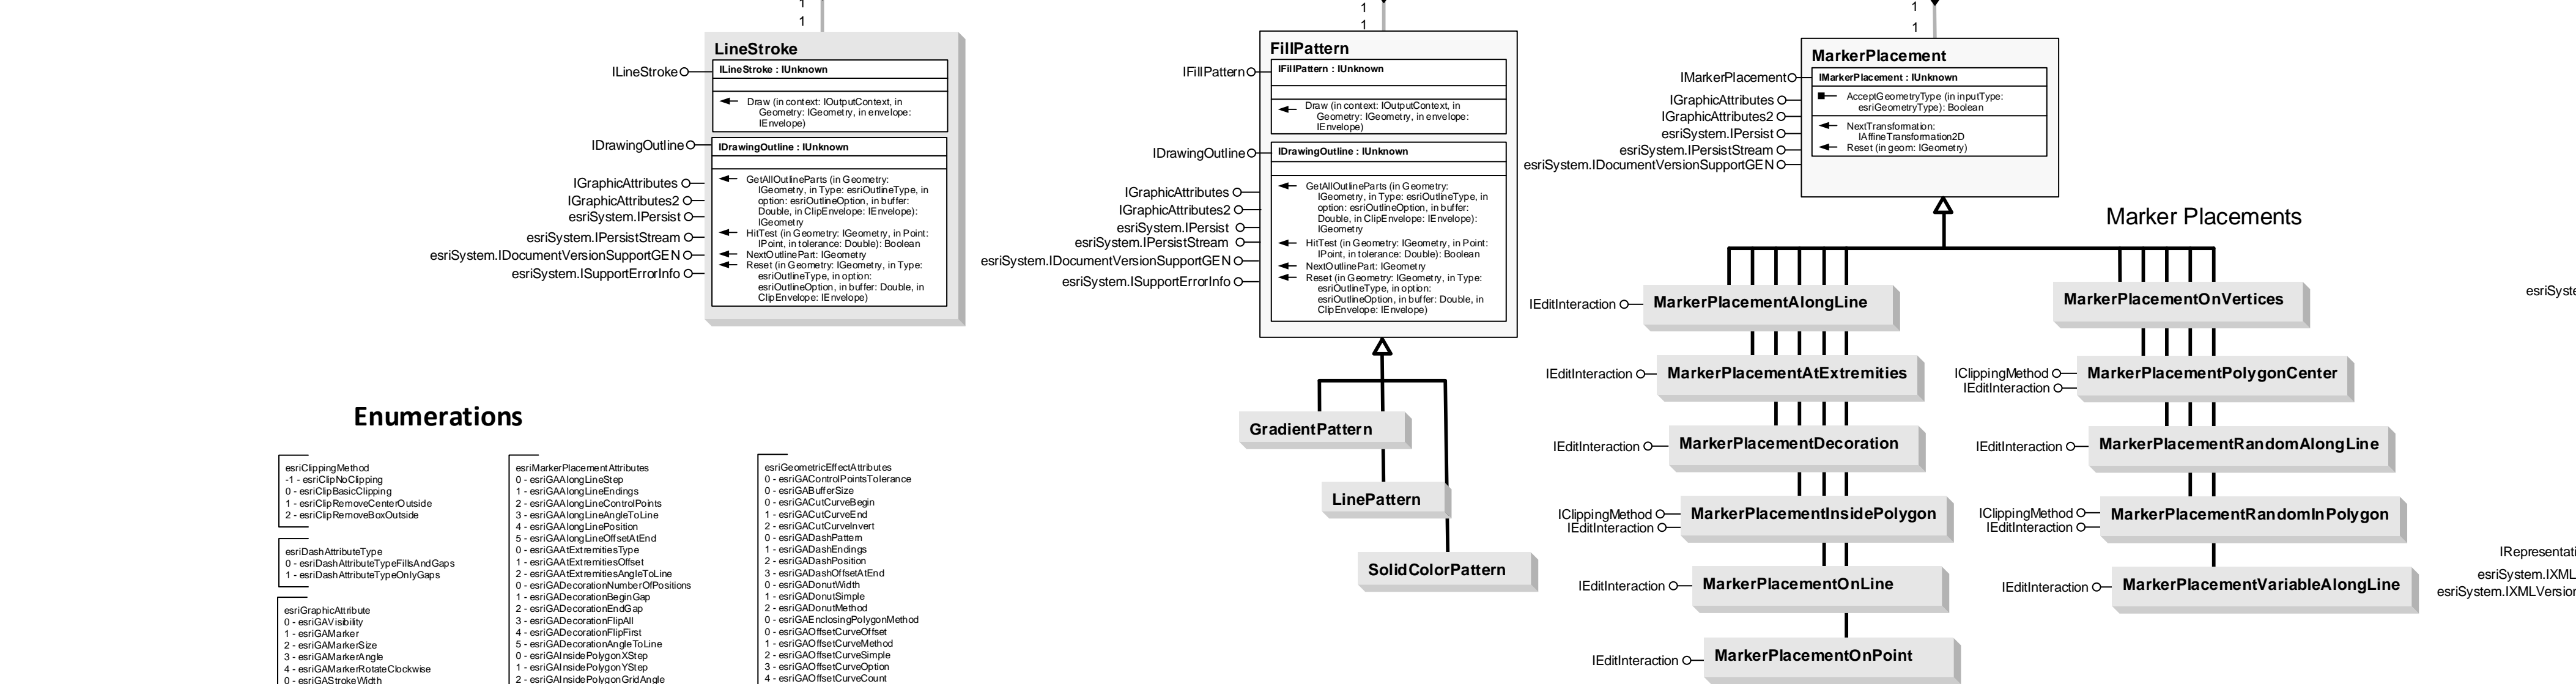 1
1
LineStroke
ILineStroke
ILineStroke : IUnknown
Draw (in context: IOutputContext, in
Geometry: IGeometry, in envelope:
IEnvelope)
IDrawingOutline
IDrawingOutline : IUnknown
GetAllOutlineParts (in Geometry:
IGeometry, in Type: esriOutlineType, in
option: esriOutlineOption, in buffer:
Double, in ClipEnvelope: IEnvelope):
IGeometry
HitTest (in Geometry: IGeometry, in Point:
IPoint, in tolerance: Double): Boolean
NextOutlinePart: IGeometry
Reset (in Geometry: IGeometry, in Type:
esriOutlineType, in option:
esriOutlineOption, in buffer: Double, in
ClipEnvelope: IEnvelope)
IGraphicAttributes
IGraphicAttributes2
esriSystem.IPersist
esriSystem.IPersistStream
esriSystem.IDocumentVersionSupportGEN
esriSystem.ISupportErrorInfo
1
1
FillPattern
IFillPattern
IFillPattern : IUnknown
Draw (in context: IOutputContext, in
Geometry: IGeometry, in envelope:
IEnvelope)
IDrawingOutline
IDrawingOutline : IUnknown
GetAllOutlineParts (in Geometry:
IGeometry, in Type: esriOutlineType, in
option: esriOutlineOption, in buffer:
Double, in ClipEnvelope: IEnvelope):
IGeometry
HitTest (in Geometry: IGeometry, in Point:
IPoint, in tolerance: Double): Boolean
NextOutlinePart: IGeometry
Reset (in Geometry: IGeometry, in Type:
esriOutlineType, in option:
esriOutlineOption, in buffer: Double, in
ClipEnvelope: IEnvelope)
IGraphicAttributes
IGraphicAttributes2
esriSystem.IPersist
esriSystem.IPersistStream
esriSystem.IDocumentVersionSupportGEN
esriSystem.ISupportErrorInfo
GradientPattern
LinePattern
SolidColorPattern
1
1
MarkerPlacement
IMarkerPlacement
IMarkerPlacement : IUnknown
AcceptGeometryType (in inputType:
esriGeometryType): Boolean
NextTransformation:
IAffineTransformation2D
Reset (in geom: IGeometry)
IGraphicAttributes
IGraphicAttributes2
esriSystem.IPersist
esriSystem.IPersistStream
esriSystem.IDocumentVersionSupportGEN
Marker Placements
IEditInteraction
MarkerPlacementAlongLine
IEditInteraction
MarkerPlacementAtExtremities
IEditInteraction
MarkerPlacementDecoration
IClippingMethod
IEditInteraction
MarkerPlacementInsidePolygon
IEditInteraction
MarkerPlacementOnLine
IEditInteraction
MarkerPlacementOnPoint
MarkerPlacementOnVertices
IClippingMethod
IEditInteraction
MarkerPlacementPolygonCenter
IEditInteraction
MarkerPlacementRandomAlongLine
IClippingMethod
IEditInteraction
MarkerPlacementRandomInPolygon
IEditInteraction
MarkerPlacementVariableAlongLine
esriSyste
IRepresentati
esriSystem.IXML
esriSystem.IXMLVersion
Enumerations
esriClippingMethod
-1 - esriClipNoClipping
0 - esriClipBasicClipping
1 - esriClipRemoveCenterOutside
2 - esriClipRemoveBoxOutside
esriDashAttributeType
0 - esriDashAttributeTypeFillsAndGaps
1 - esriDashAttributeTypeOnlyGaps
esriGraphicAttribute
0 - esriGAVisibility
1 - esriGAMarker
2 - esriGAMarkerSize
3 - esriGAMarkerAngle
4 - esriGAMarkerRotateClockwise
0 - esriGAStrokeWidth
esriMarkerPlacementAttributes
0 - esriGAAlongLineStep
1 - esriGAAlongLineEndings
2 - esriGAAlongLineControlPoints
3 - esriGAAlongLineAngleToLine
4 - esriGAAlongLinePosition
5 - esriGAAlongLineOffsetAtEnd
0 - esriGAAtExtremitiesType
1 - esriGAAtExtremitiesOffset
2 - esriGAAtExtremitiesAngleToLine
0 - esriGADecorationNumberOfPositions
1 - esriGADecorationBeginGap
2 - esriGADecorationEndGap
3 - esriGADecorationFlipAll
4 - esriGADecorationFlipFirst
5 - esriGADecorationAngleToLine
0 - esriGAInsidePolygonXStep
1 - esriGAInsidePolygonYStep
2 - esriGAInsidePolygonGridAngle
esriGeometricEffectAttributes
0 - esriGAControlPointsTolerance
0 - esriGABufferSize
0 - esriGACutCurveBegin
1 - esriGACutCurveEnd
2 - esriGACutCurveInvert
0 - esriGADashPattern
1 - esriGADashEndings
2 - esriGADashPosition
3 - esriGADashOffsetAtEnd
0 - esriGADonutWidth
1 - esriGADonutSimple
2 - esriGADonutMethod
0 - esriGAEnclosingPolygonMethod
0 - esriGAOffsetCurveOffset
1 - esriGAOffsetCurveMethod
2 - esriGAOffsetCurveSimple
3 - esriGAOffsetCurveOption
4 - esriGAOffsetCurveCount